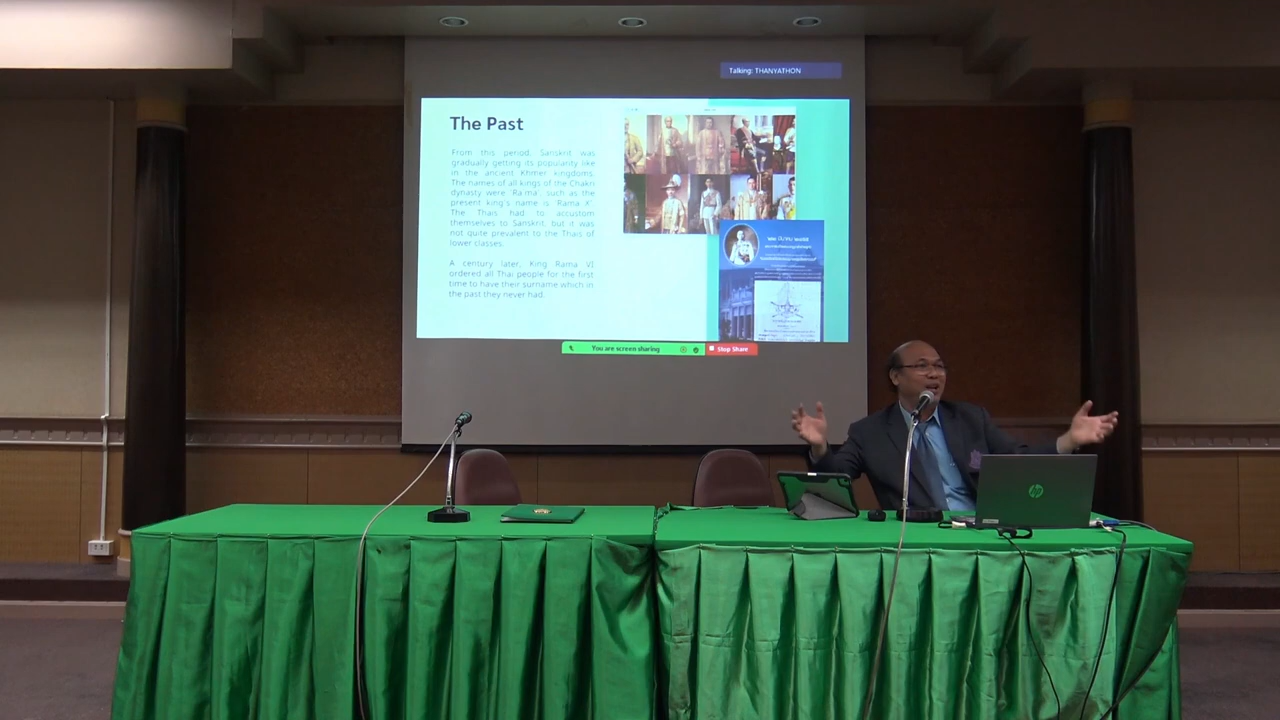 Talking: THANYATHON
The Past
From this period, Sanskrit was
gradually getting its popularity like
in the ancient Khmer kingdoms.
The names of all kings of the Chakri
dynasty were 'Rama', such as the
present king's name is 'Rama X'.
The Thais had to accustom
themselves to Sanskrit, but it was
not quite prevalent to the Thais of
lower classes.
A century later, King Rama VI
ordered all Thai people for the first
time to have their surname which in
the past they never had.
You are screen sharing
Stop Share
hp